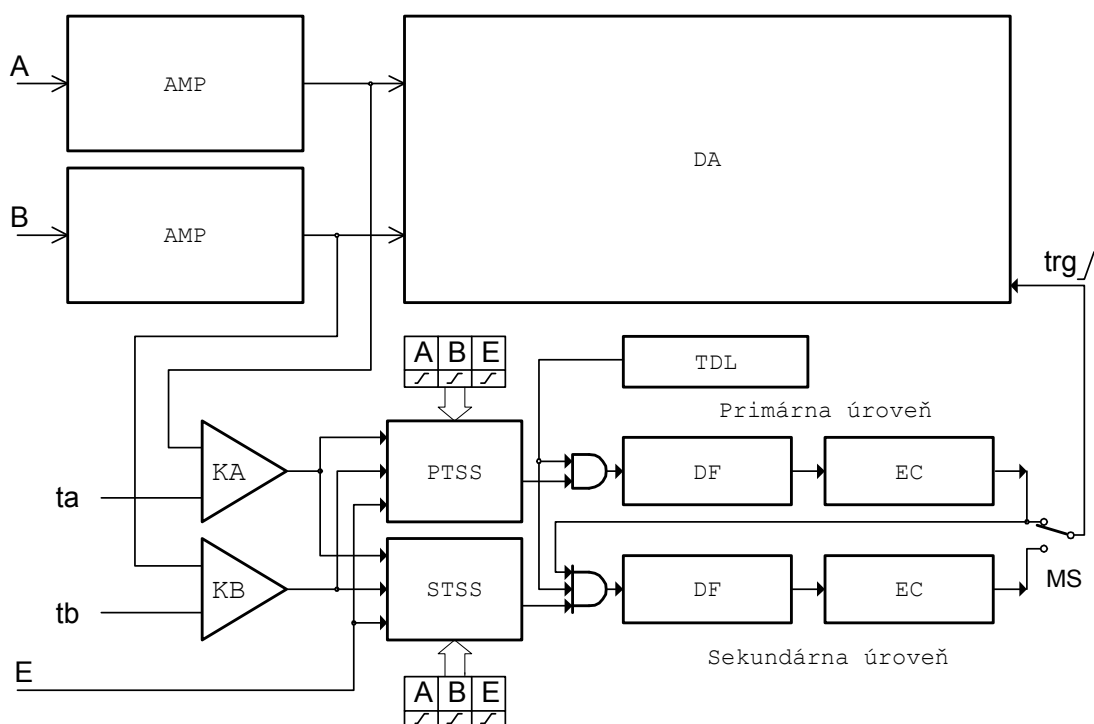 A
AMP
DA
B
AMP
trg
A B E
TDL
Primárna úroveň
KA
PTSS
DF
EC
ta
KB
STSS
DF
EC
MS
tb
Sekundárna úroveň
E
A B E